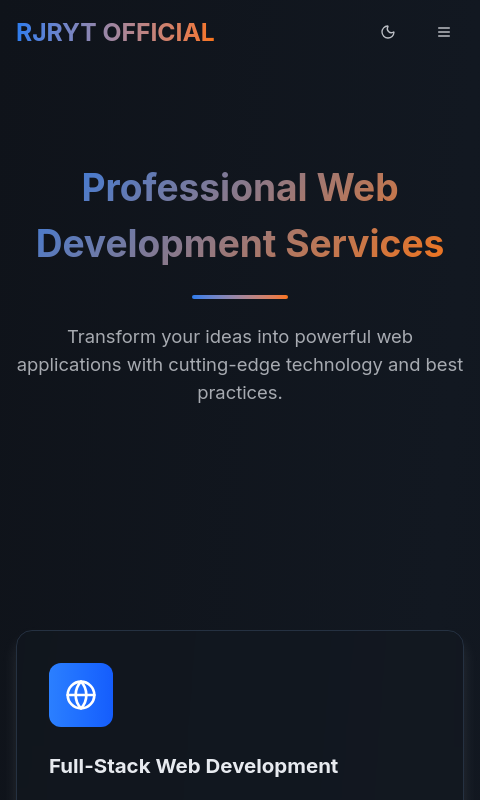 RJRYT OFFICIAL
Professional Web
Development Services
Transform your ideas into powerful web
applications with cutting-edge technology and best
practices.
Full-Stack Web Development